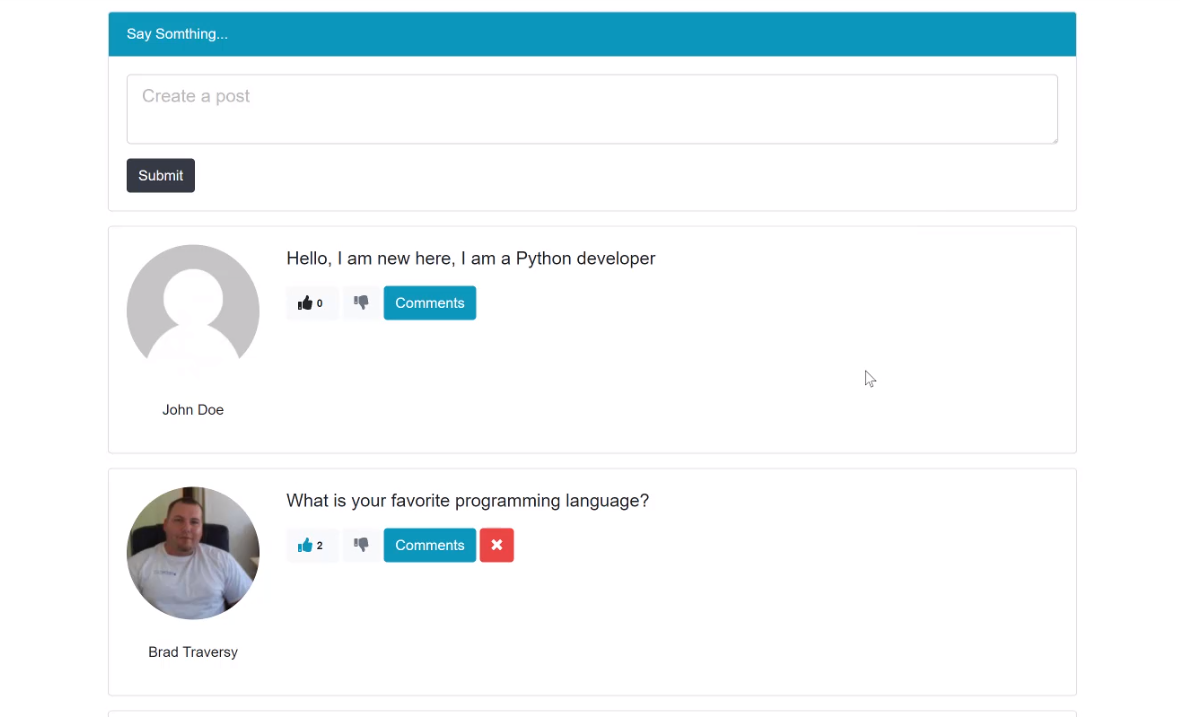 Say Somthing...
Create a post
Submit
Hello, I am new here, I am a Python developer
0
Comments
John Doe
What is your favorite programming language?
2
Comments
Brad Traversy